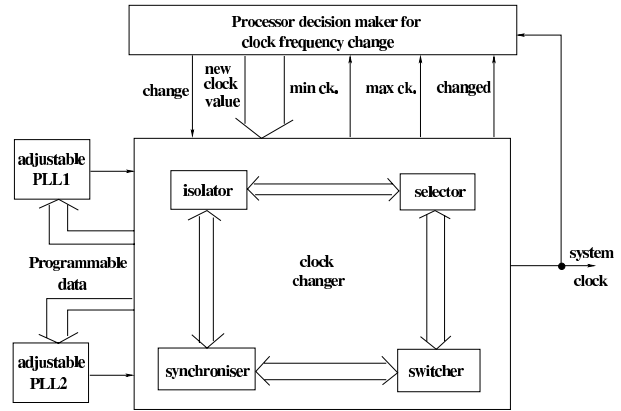 Processor decision maker for
clock frequency change
change
new
clock
value
min ck.
max ck.
changed
adjustable
PLL1
isolator
selector
Programmable
data
clock
changer
system
clock
adjustable
PLL2
synchroniser
switcher